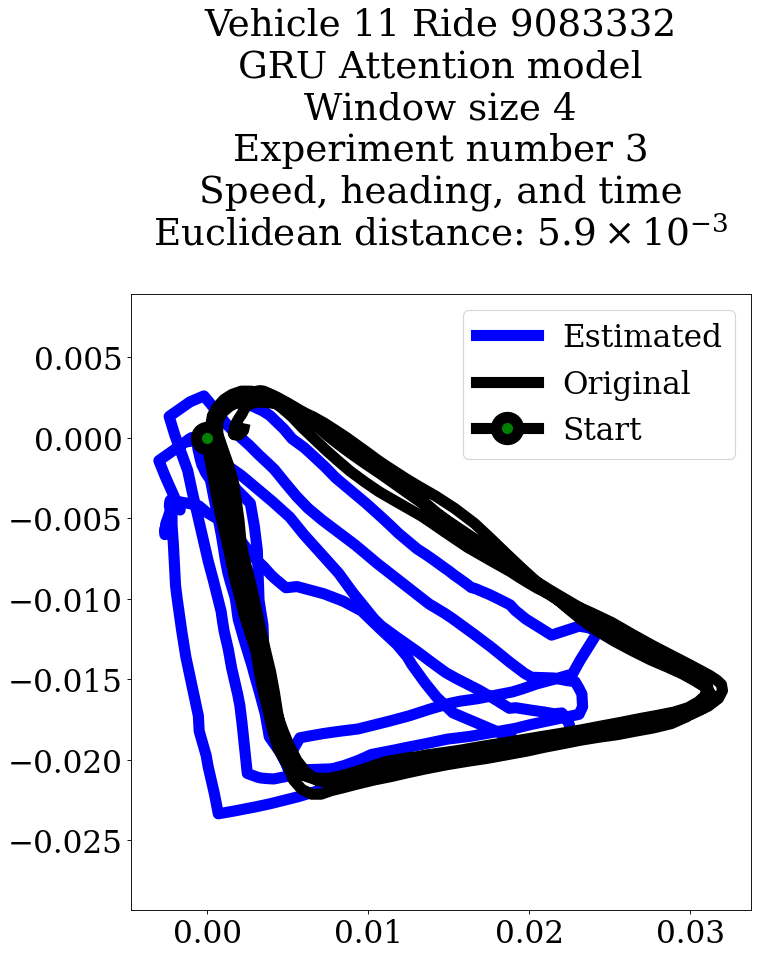 Vehicle 11 Ride 9083332
GRU Attention model
Window size 4
Experiment number 3
Speed, heading, and time
Euclidean distance: 5.9 × 10⁻³
Estimated
Original
Start
0.005
0.000
−0.005
−0.010
−0.015
−0.020
−0.025
0.00 0.01 0.02 0.03